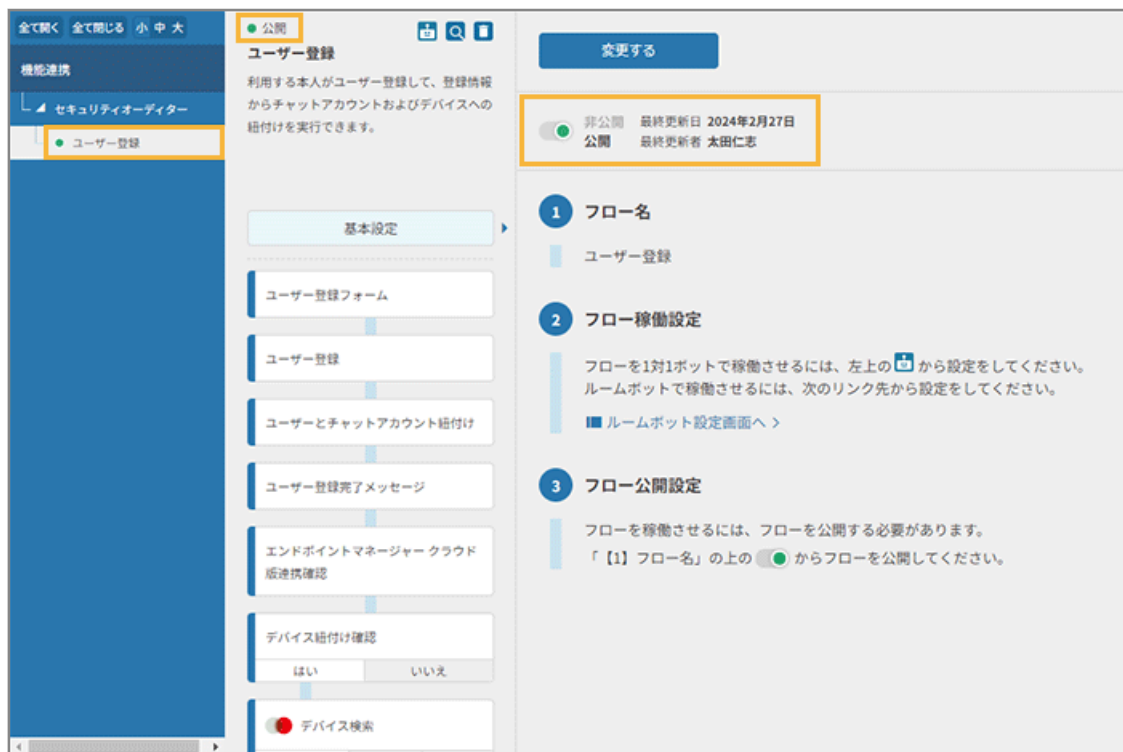 全て開く 全て閉じる 小 中 大
機能連携
セキュリティオーディター
ユーザー登録
公開
ユーザー登録
利用する本人がユーザー登録して、登録情報
からチャットアカウントおよびデバイスへの
紐付けを実行できます。
基本設定
ユーザー登録フォーム
ユーザー登録
ユーザーとチャットアカウント紐付け
ユーザー登録完了メッセージ
エンドポイントマネージャー クラウド
版連携確認
デバイス紐付け確認
はい いいえ
デバイス検索
変更する
非公開 最終更新日 2024年2月27日
公開 最終更新者 太田仁志
1 フロー名
ユーザー登録
2 フロー稼働設定
フローを1対1ボットで稼働させるには、左上の から設定をしてください。
ルームボットで稼働させるには、次のリンク先から設定をしてください。
ルームボット設定画面へ >
3 フロー公開設定
フローを稼働させるには、フローを公開する必要があります。
「【1】フロー名」の上の からフローを公開してください。